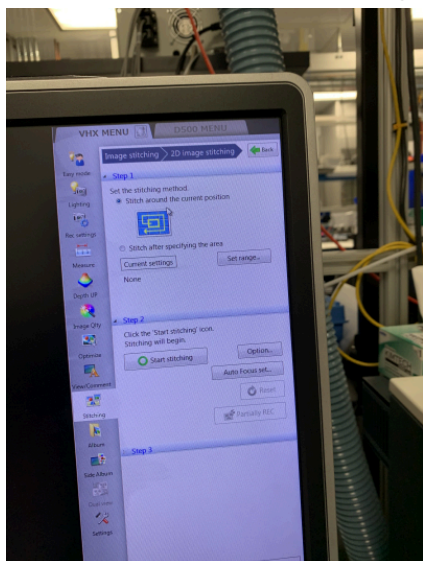 VHX MENU
D500 MENU
Image stitching > 2D image stitching
Back
Easy mode
Step 1
Set the stitching method.
Lighting
Stitch around the current position
Rec settings
Stitch after specifying the area
Measure
Current settings
Set range...
None
Depth UP
Image Qlty
Step 2
Click the 'Start stitching' icon.
Stitching will begin.
Optimize
Start stitching
Option...
Auto Focus set...
View/Comment
Reset
Stitching
Partially REC
Album
Step 3
Side Album
Settings